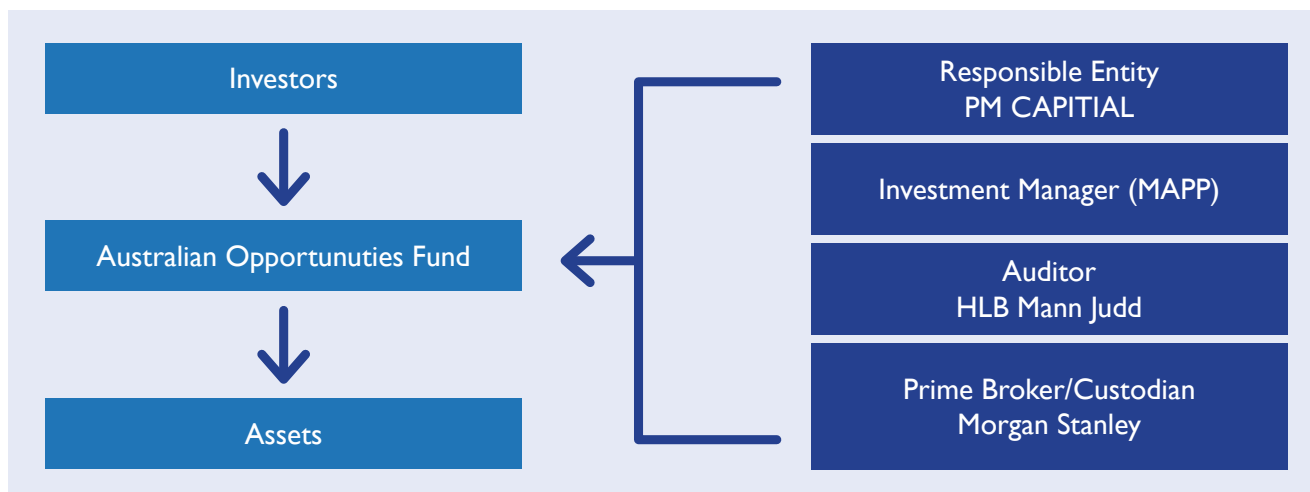 Investors
Australian Opportunuties Fund
Assets
Responsible Entity
PM CAPITIAL
Investment Manager (MAPP)
Auditor
HLB Mann Judd
Prime Broker/Custodian
Morgan Stanley